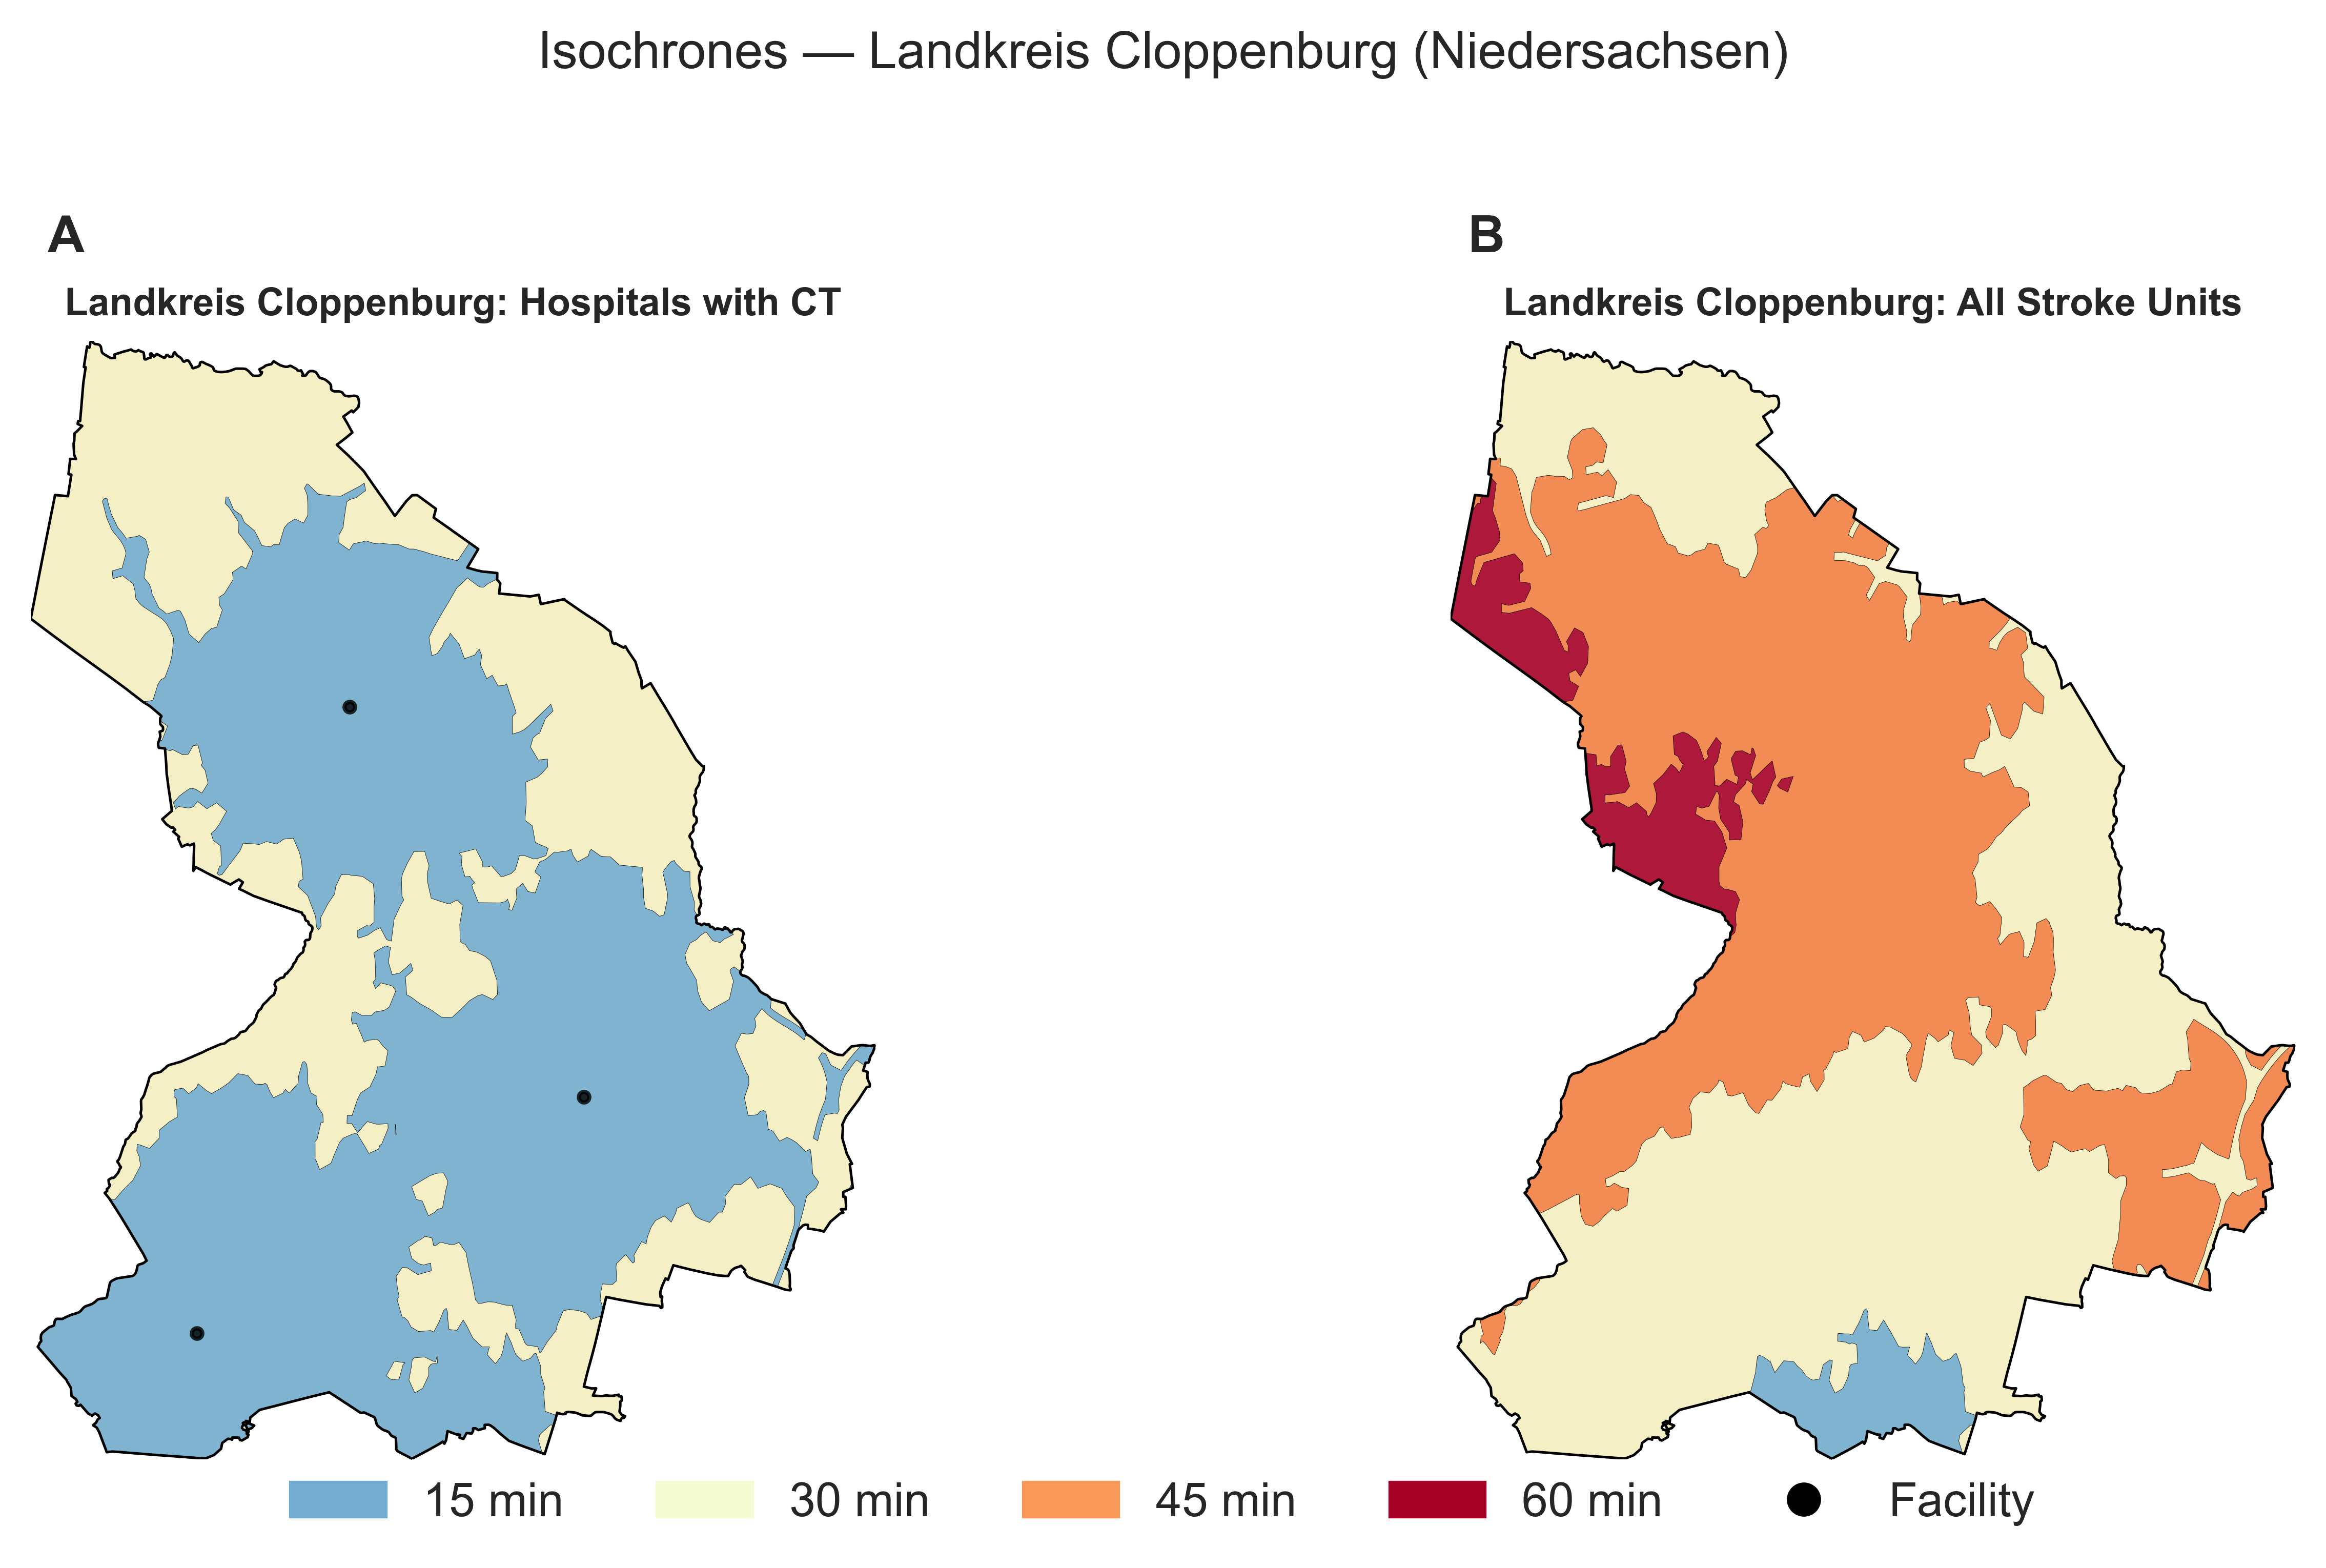 Isochrones — Landkreis Cloppenburg (Niedersachsen)
A
Landkreis Cloppenburg: Hospitals with CT
B
Landkreis Cloppenburg: All Stroke Units
15 min
30 min
45 min
60 min
Facility